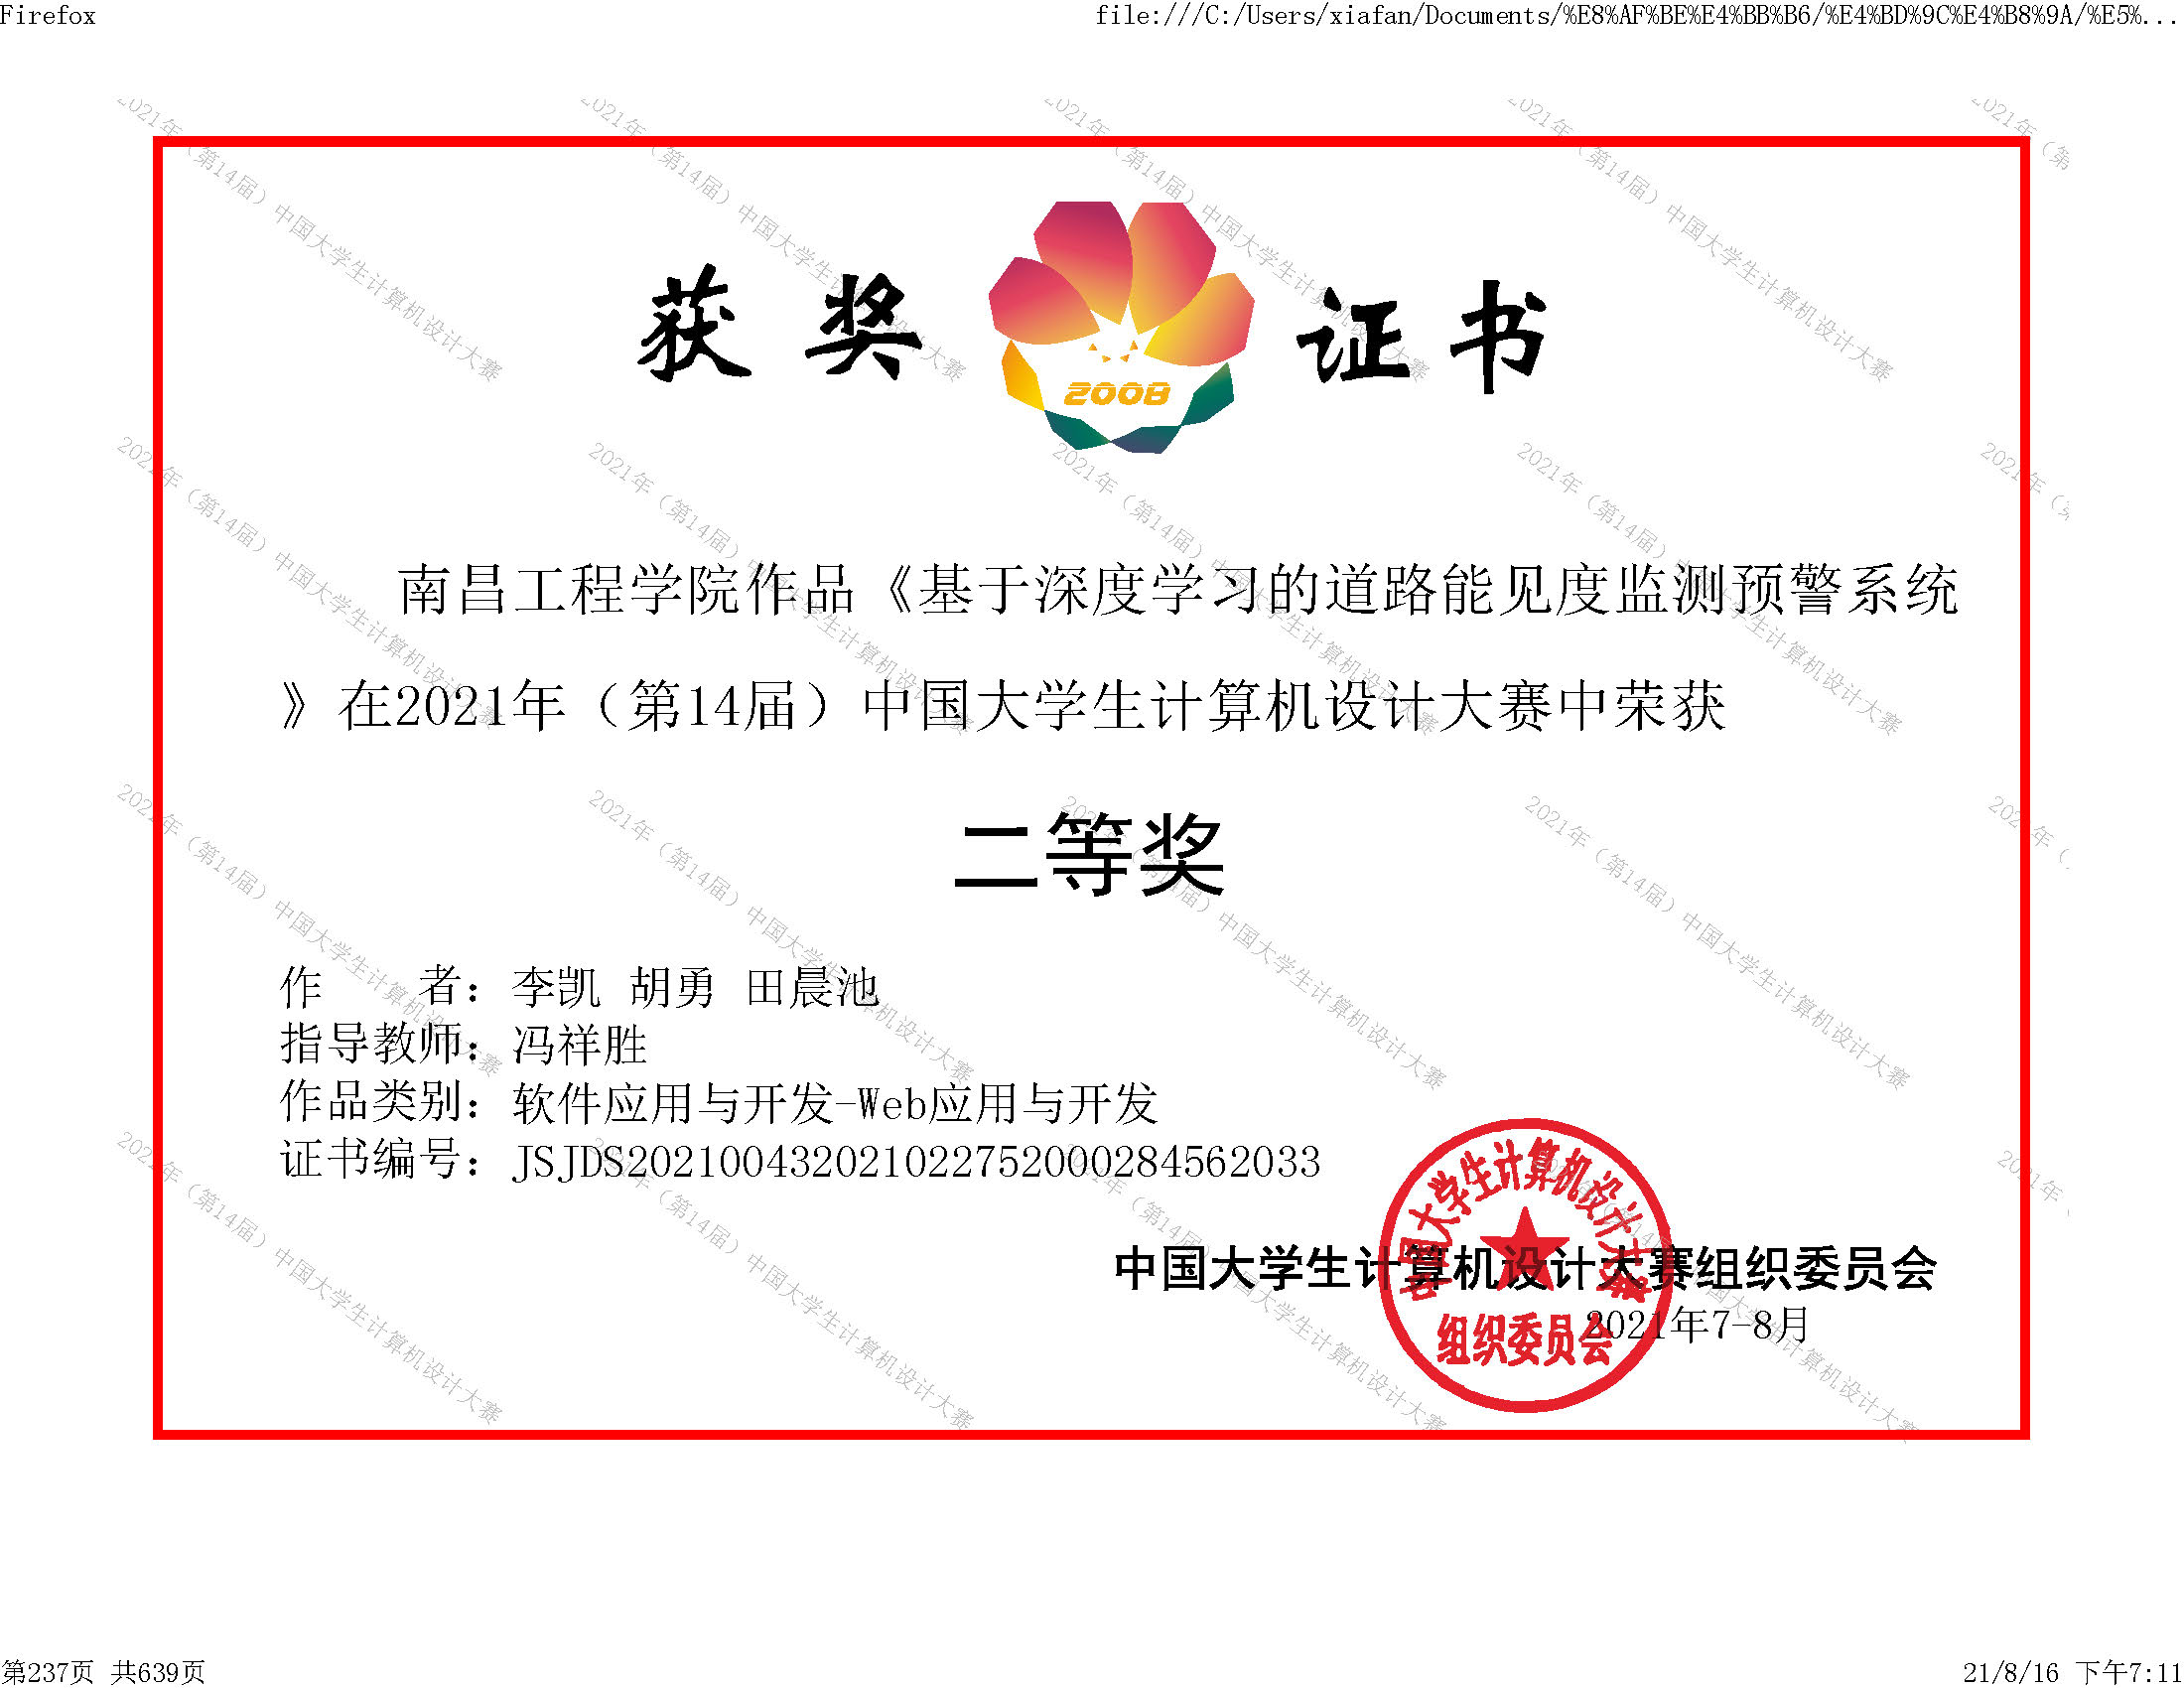 Firefox
file:///C:/Users/xiafan/Documents/%E8%AF%BE%E4%BB%B6/%E4%BD%9C%E4%B8%9A/%E5%...
获奖 证书
2008
南昌工程学院作品《基于深度学习的道路能见度监测预警系统
》在2021年（第14届）中国大学生计算机设计大赛中荣获
二等奖
作 者：李凯 胡勇 田晨池
指导教师：冯祥胜
作品类别：软件应用与开发-Web应用与开发
证书编号：JSJDS202100432021022752000284562033
中国大学生计算机设计大赛
中国大学生计算机设计大赛组织委员会
2021年7-8月
组织委员会
2021年（第14届）中国大学生计算机设计大赛
第237页 共639页
21/8/16 下午7:11